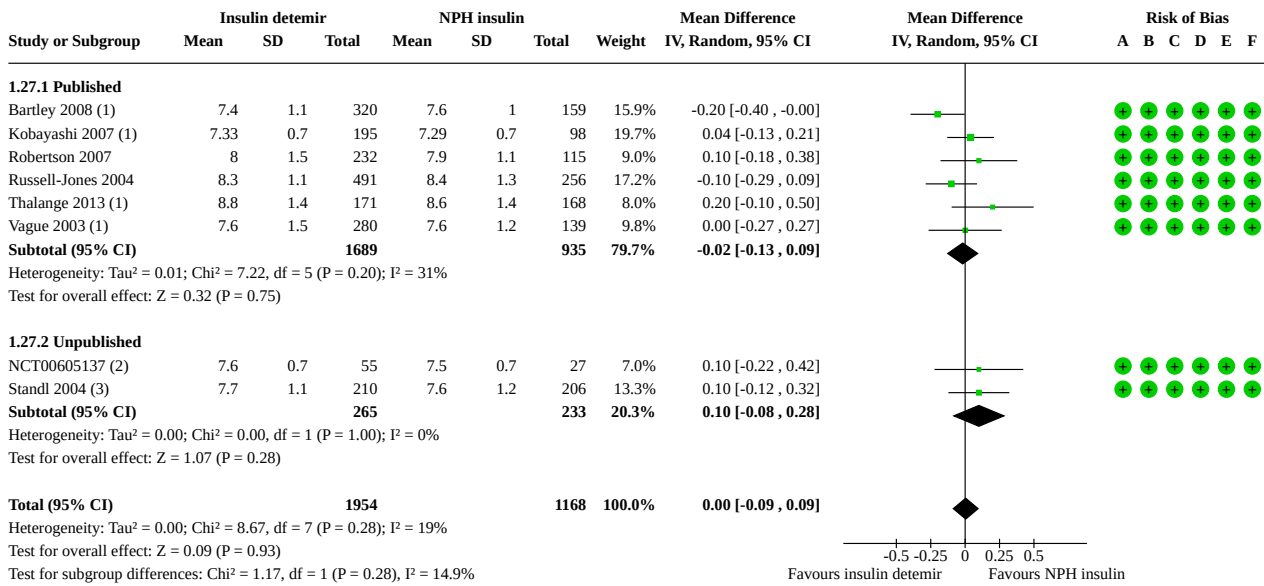 Insulin detemir NPH insulin Mean Difference Mean Difference Risk of Bias
Study or Subgroup Mean SD Total Mean SD Total Weight IV, Random, 95% CI IV, Random, 95% CI A B C D E F
1.27.1 Published
Bartley 2008 (1) 7.4 1.1 320 7.6 1 159 15.9% -0.20 [-0.40 , -0.00] + + + + + +
Kobayashi 2007 (1) 7.33 0.7 195 7.29 0.7 98 19.7% 0.04 [-0.13 , 0.21] + + + + + +
Robertson 2007 8 1.5 232 7.9 1.1 115 9.0% 0.10 [-0.18 , 0.38] + + + + + +
Russell-Jones 2004 8.3 1.1 491 8.4 1.3 256 17.2% -0.10 [-0.29 , 0.09] + + + + + +
Thalange 2013 (1) 8.8 1.4 171 8.6 1.4 168 8.0% 0.20 [-0.10 , 0.50] + + + + + +
Vague 2003 (1) 7.6 1.5 280 7.6 1.2 139 9.8% 0.00 [-0.27 , 0.27] + + + + + +
Subtotal (95% CI) 1689 935 79.7% -0.02 [-0.13 , 0.09]
Heterogeneity: Tau² = 0.01; Chi² = 7.22, df = 5 (P = 0.20); I² = 31%
Test for overall effect: Z = 0.32 (P = 0.75)
1.27.2 Unpublished
NCT00605137 (2) 7.6 0.7 55 7.5 0.7 27 7.0% 0.10 [-0.22 , 0.42] + + + + + +
Standl 2004 (3) 7.7 1.1 210 7.6 1.2 206 13.3% 0.10 [-0.12 , 0.32] + + + + + +
Subtotal (95% CI) 265 233 20.3% 0.10 [-0.08 , 0.28]
Heterogeneity: Tau² = 0.00; Chi² = 0.00, df = 1 (P = 1.00); I² = 0%
Test for overall effect: Z = 1.07 (P = 0.28)
Total (95% CI) 1954 1168 100.0% 0.00 [-0.09 , 0.09]
Heterogeneity: Tau² = 0.00; Chi² = 8.67, df = 7 (P = 0.28); I² = 19%
Test for overall effect: Z = 0.09 (P = 0.93)
-0.5 -0.25 0 0.25 0.5
Test for subgroup differences: Chi² = 1.17, df = 1 (P = 0.28), I² = 14.9% Favours insulin detemir Favours NPH insulin